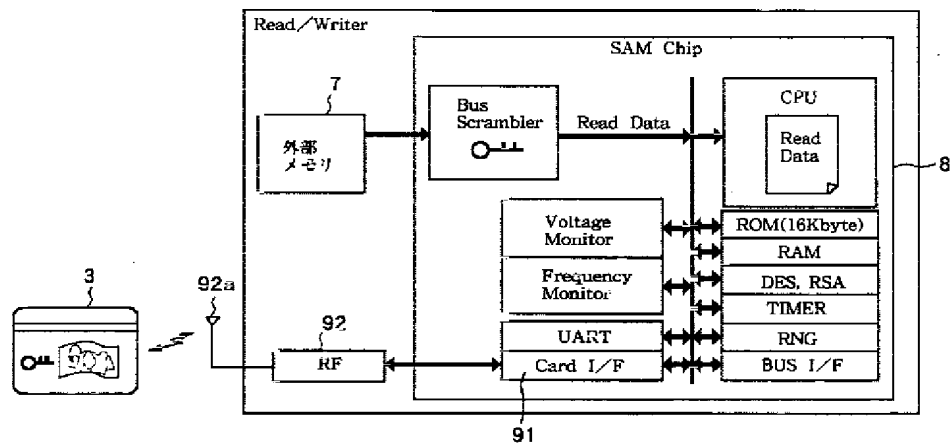 Read/Writer
SAM Chip
7
外部
メモリ
Bus
Scrambler
Read Data
CPU
Read
Data
8
Voltage
Monitor
Frequency
Monitor
ROM(16Kbyte)
RAM
DES, RSA
TIMER
RNG
BUS I/F
UART
Card I/F
3
92a
92
RF
91